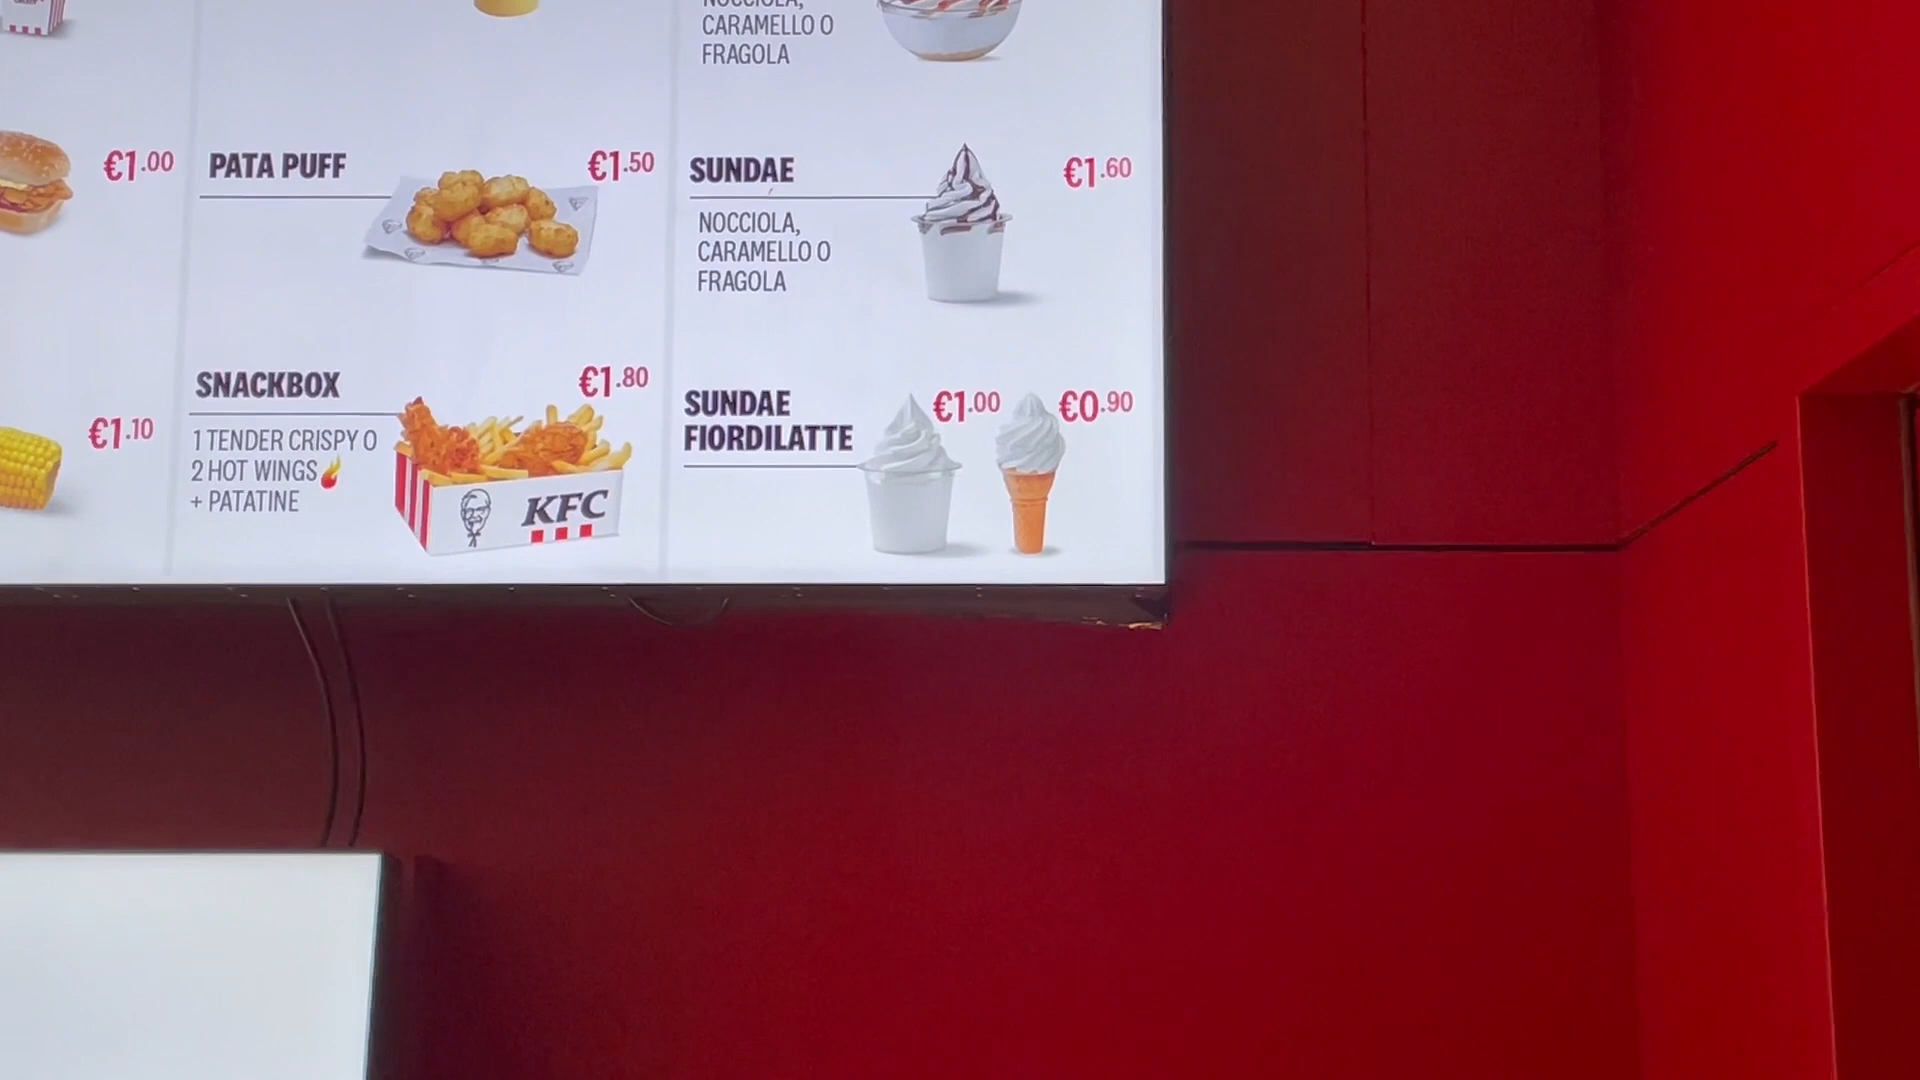 NOCCIOLA,
CARAMELLO O
FRAGOLA
€1.00
PATA PUFF
€1.50
SUNDAE
€1.60
NOCCIOLA,
CARAMELLO O
FRAGOLA
€1.10
SNACKBOX
€1.80
1 TENDER CRISPY O
2 HOT WINGS
+ PATATINE
KFC
SUNDAE
FIORDILATTE
€1.00
€0.90